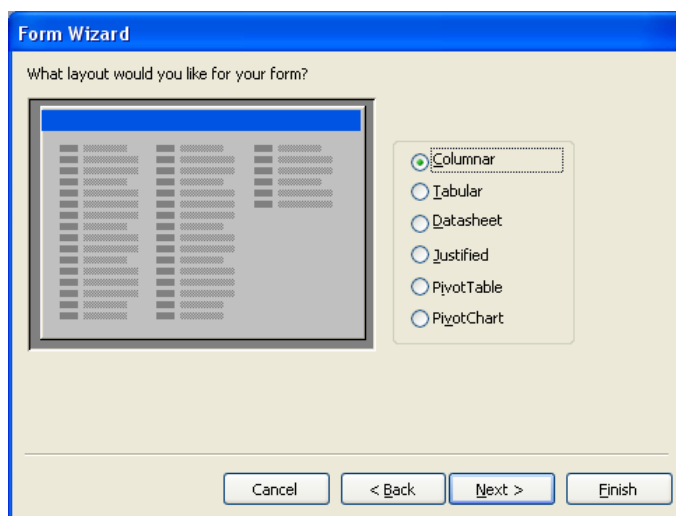 Form Wizard
What layout would you like for your form?
Columnar
Tabular
Datasheet
Justified
PivotTable
PivotChart
Cancel
< Back
Next >
Finish